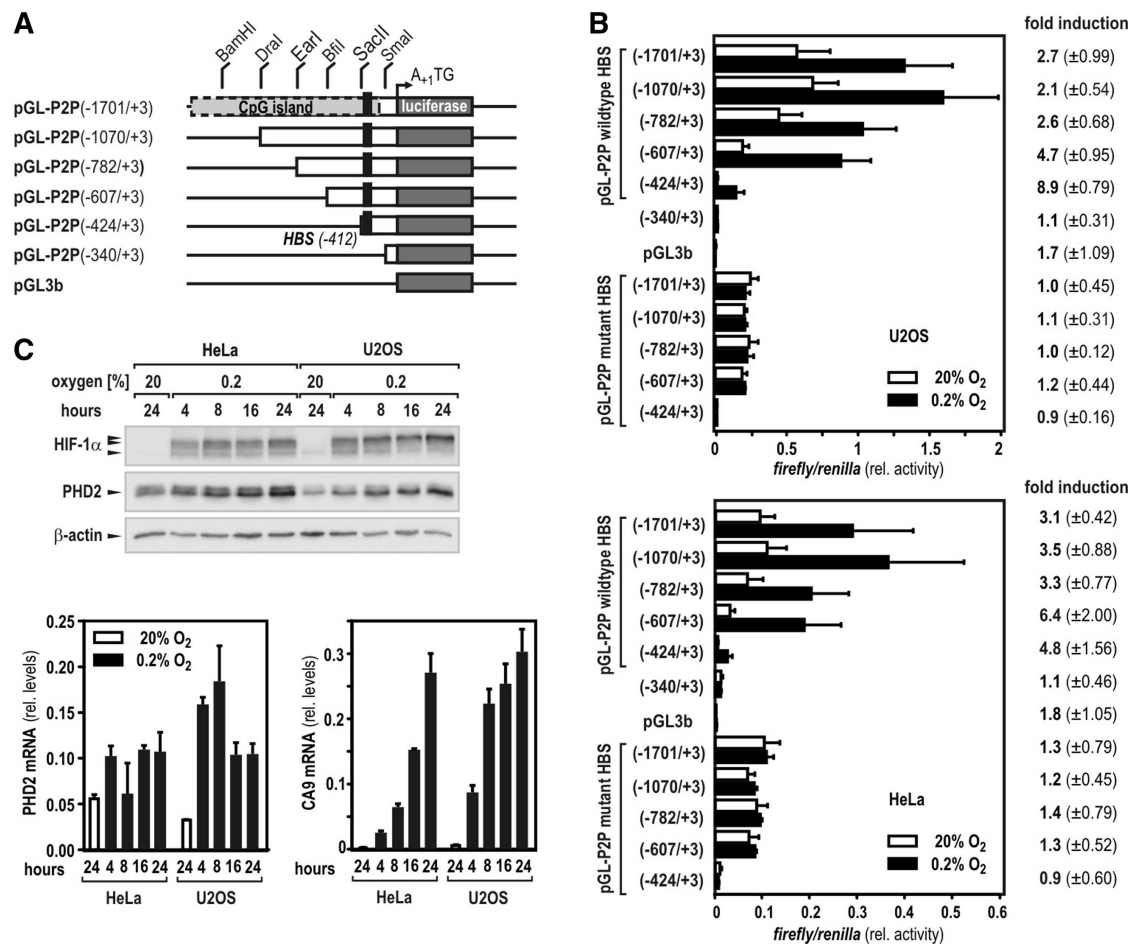 A
BamHI
DraI
EarI
BfiI
SacII
SmaI
A+1TG
pGL-P2P(-1701/+3)
CpG island
luciferase
pGL-P2P(-1070/+3)
pGL-P2P(-782/+3)
pGL-P2P(-607/+3)
pGL-P2P(-424/+3)
HBS (-412)
pGL-P2P(-340/+3)
pGL3b
B
fold induction
pGL-P2P wildtype HBS
(-1701/+3)
2.7 (±0.99)
(-1070/+3)
2.1 (±0.54)
(-782/+3)
2.6 (±0.68)
(-607/+3)
4.7 (±0.95)
(-424/+3)
8.9 (±0.79)
(-340/+3)
1.1 (±0.31)
pGL3b
1.7 (±1.09)
pGL-P2P mutant HBS
(-1701/+3)
1.0 (±0.45)
(-1070/+3)
1.1 (±0.31)
(-782/+3)
1.0 (±0.12)
(-607/+3)
1.2 (±0.44)
(-424/+3)
0.9 (±0.16)
U2OS
20% O2
0.2% O2
0 0.5 1 1.5 2
firefly/renilla (rel. activity)
fold induction
pGL-P2P wildtype HBS
(-1701/+3)
3.1 (±0.42)
(-1070/+3)
3.5 (±0.88)
(-782/+3)
3.3 (±0.77)
(-607/+3)
6.4 (±2.00)
(-424/+3)
4.8 (±1.56)
(-340/+3)
1.1 (±0.46)
pGL3b
1.8 (±1.05)
pGL-P2P mutant HBS
(-1701/+3)
1.3 (±0.79)
(-1070/+3)
1.2 (±0.45)
(-782/+3)
1.4 (±0.79)
(-607/+3)
1.3 (±0.52)
(-424/+3)
0.9 (±0.60)
HeLa
20% O2
0.2% O2
0 0.1 0.2 0.3 0.4 0.5 0.6
firefly/renilla (rel. activity)
C
HeLa U2OS
oxygen [%] 20 0.2 20 0.2
hours 24 4 8 16 24 24 4 8 16 24
HIF-1α
PHD2
β-actin
PHD2 mRNA (rel. levels)
0.25
0.20
0.15
0.10
0.05
0.00
20% O2
0.2% O2
hours 24 4 8 16 24 24 4 8 16 24
HeLa U2OS
CA9 mRNA (rel. levels)
0.3
0.2
0.1
0
hours 24 4 8 16 24 24 4 8 16 24
HeLa U2OS